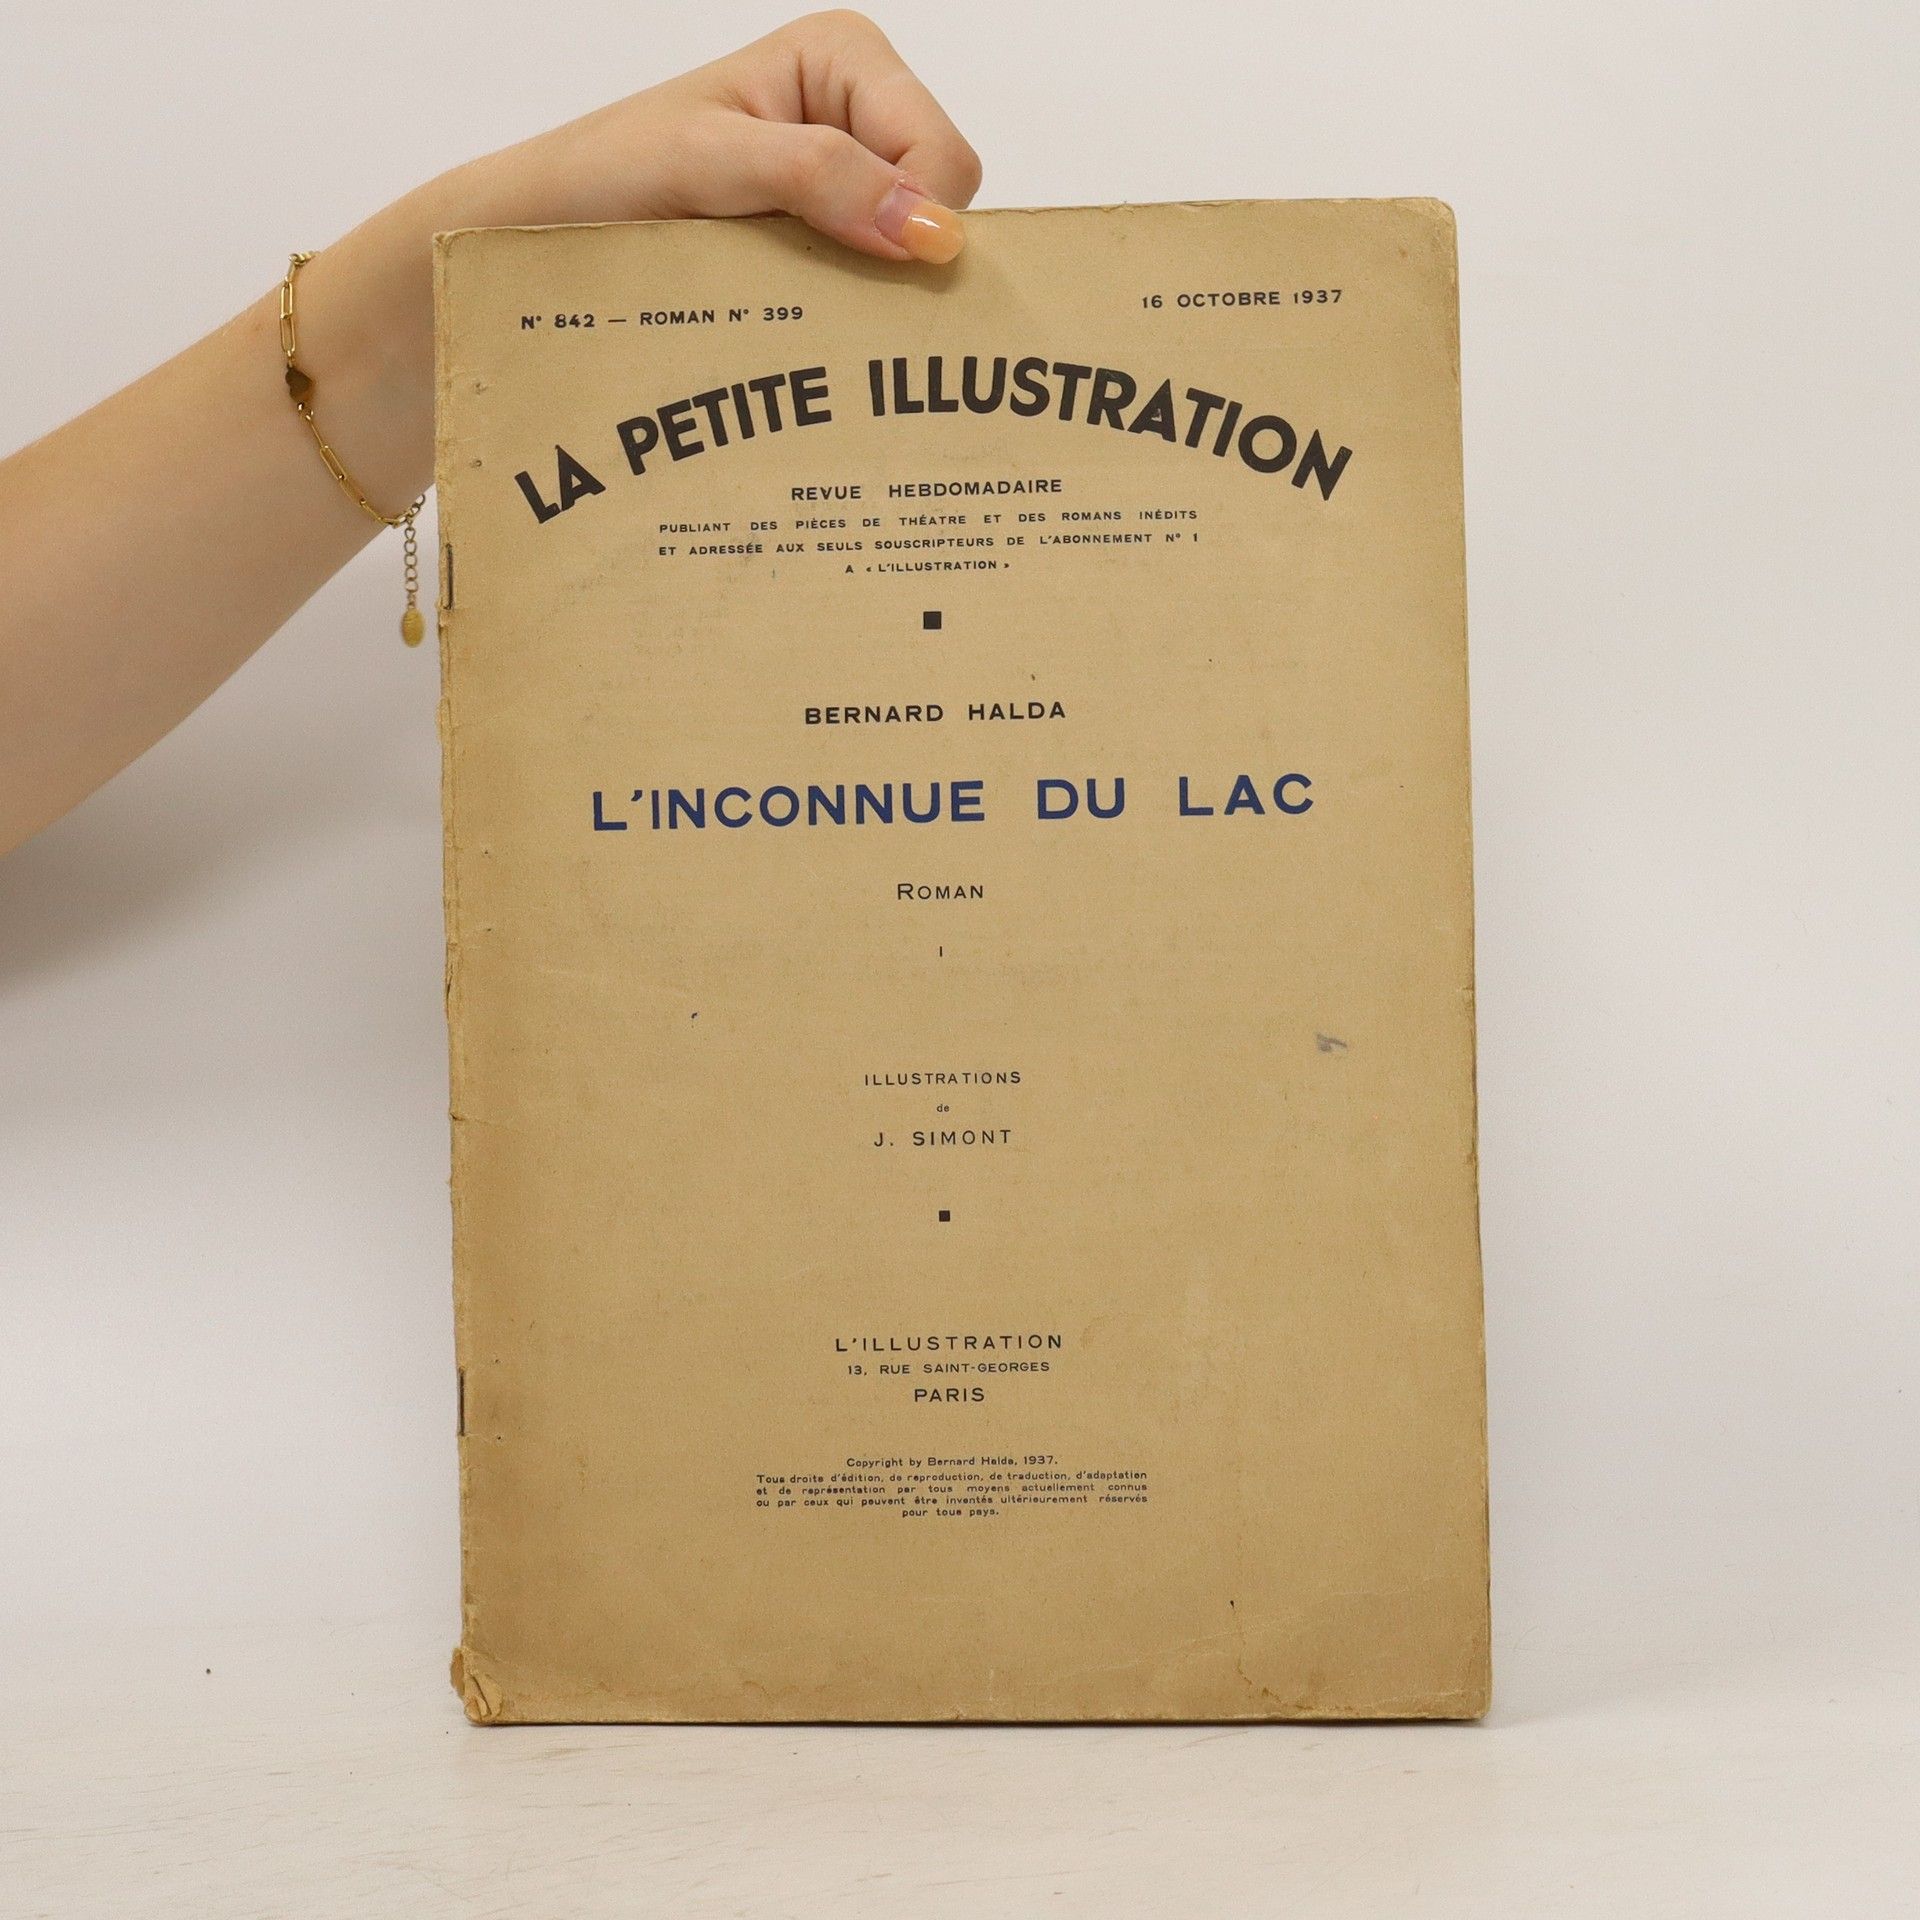 N° 842 — ROMAN N° 399
16 OCTOBRE 1937
LA PETITE ILLUSTRATION
REVUE HEBDOMADAIRE
PUBLIANT DES PIÈCES DE THÉATRE ET DES ROMANS INÉDITS
ET ADRESSÉE AUX SEULS SOUSCRIPTEURS DE L'ABONNEMENT N° 1
A « L'ILLUSTRATION »
BERNARD HALDA
L'INCONNUE DU LAC
ROMAN
I
ILLUSTRATIONS
de
J. SIMONT
L'ILLUSTRATION
13, RUE SAINT-GEORGES
PARIS
Copyright by Bernard Halda, 1937.
Tous droits d'édition, de reproduction, de traduction, d'adaptation
et de représentation par tous moyens actuellement connus
ou par ceux qui peuvent être inventés ultérieurement réservés
pour tous pays.